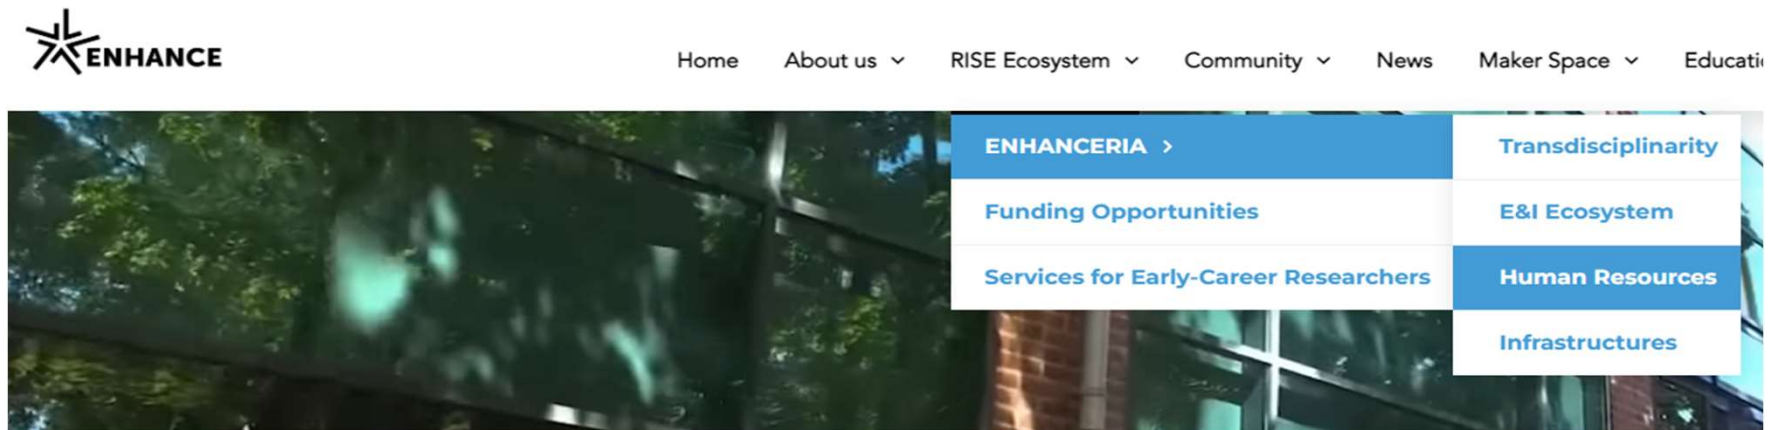 ENHANCE
Home About us RISE Ecosystem Community News Maker Space Educati
ENHANCERIA > Transdisciplinarity
Funding Opportunities E&I Ecosystem
Services for Early-Career Researchers Human Resources
Infrastructures